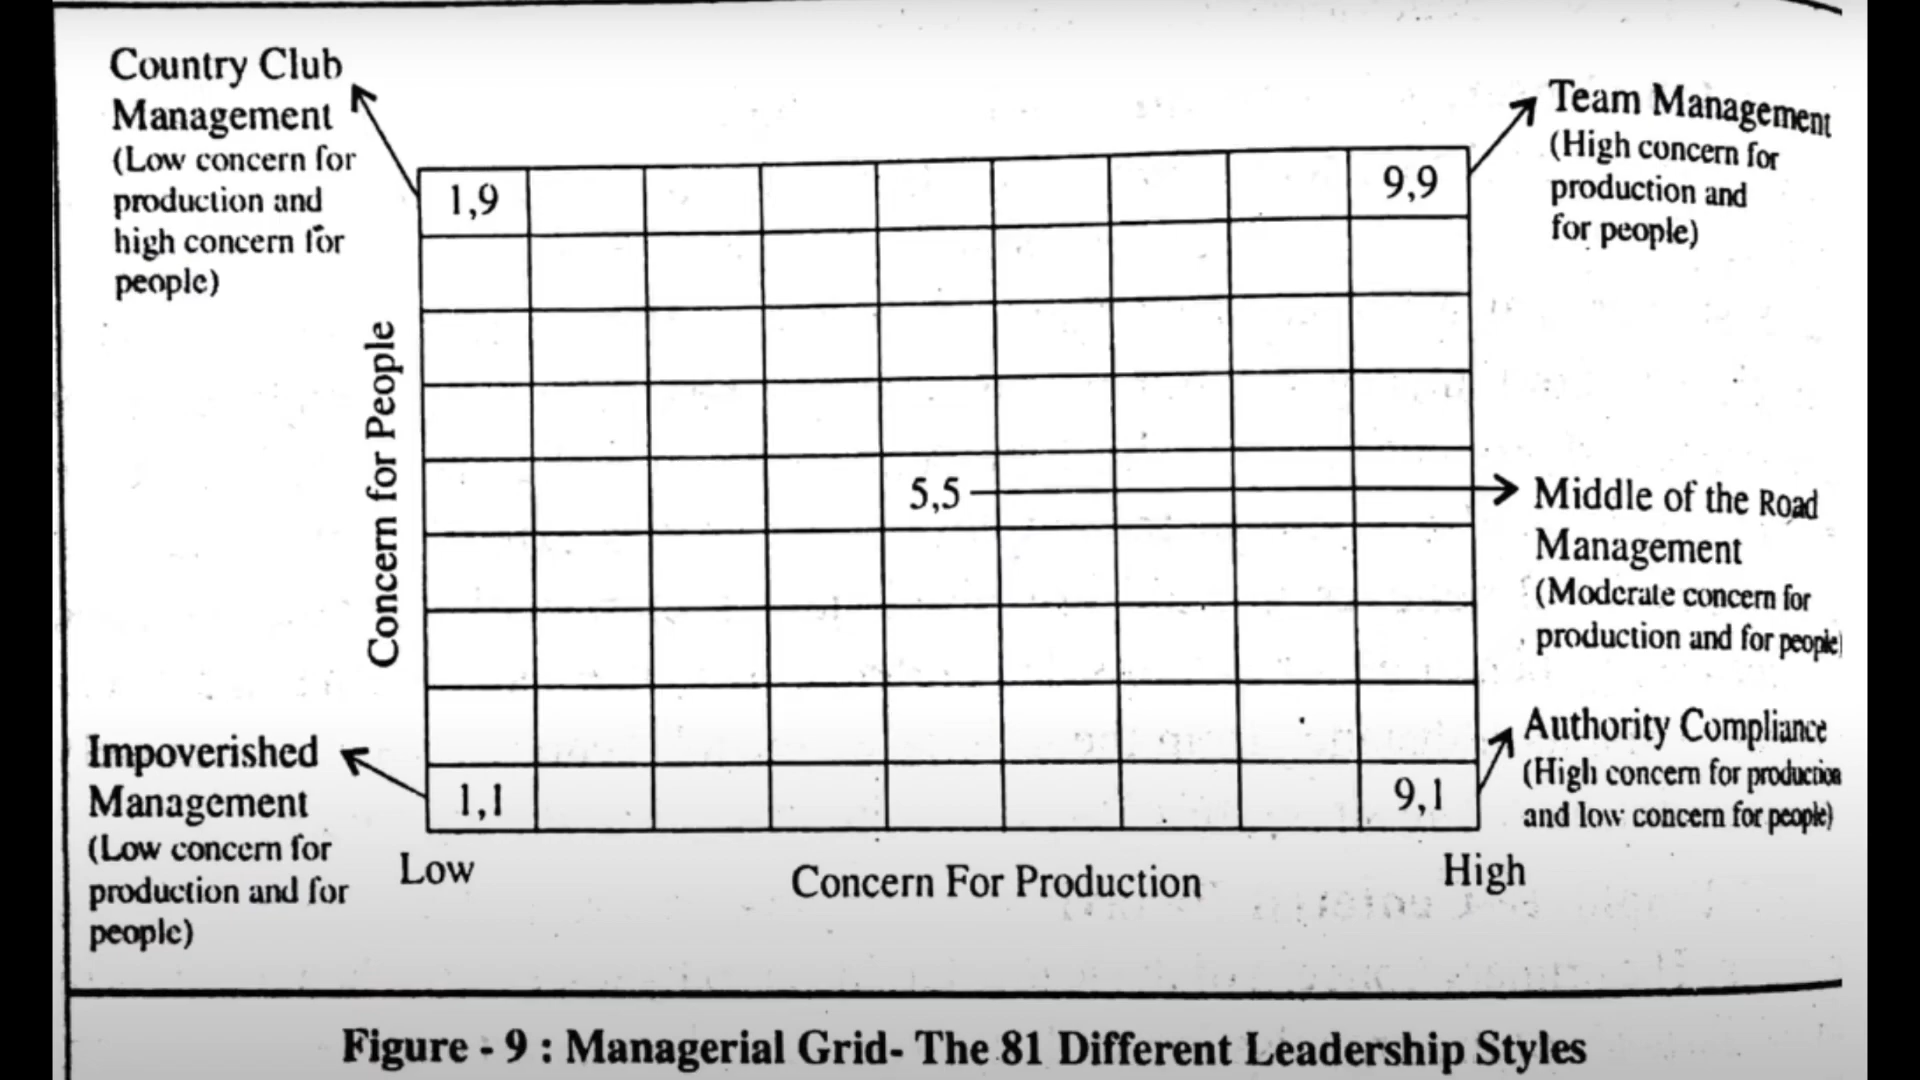 Country Club
Management
(Low concern for
production and
high concern for
people)
Team Management
(High concern for
production and
for people)
1,9
9,9
Concern for People
5,5
Middle of the Road
Management
(Moderate concern for
production and for people)
Impoverished
Management
(Low concern for
production and for
people)
1,1
9,1
Authority Compliance
(High concern for production
and low concern for people)
Low
Concern For Production
High
Figure - 9 : Managerial Grid- The 81 Different Leadership Styles